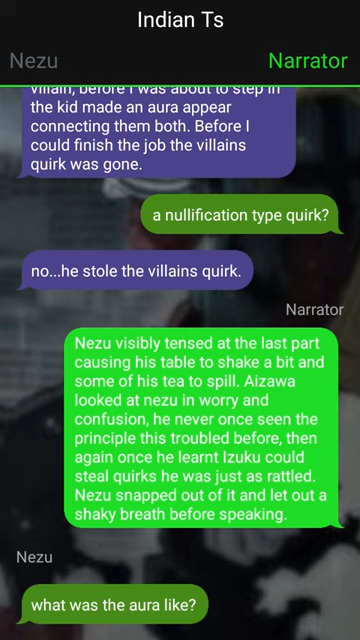 Indian Ts
Nezu
Narrator
villain, before I was about to step in
the kid made an aura appear
connecting them both. Before I
could finish the job the villains
quirk was gone.
a nullification type quirk?
no...he stole the villains quirk.
Narrator
Nezu visibly tensed at the last part
causing his table to shake a bit and
some of his tea to spill. Aizawa
looked at nezu in worry and
confusion, he never once seen the
principle this troubled before, then
again once he learnt Izuku could
steal quirks he was just as rattled.
Nezu snapped out of it and let out a
shaky breath before speaking.
Nezu
what was the aura like?